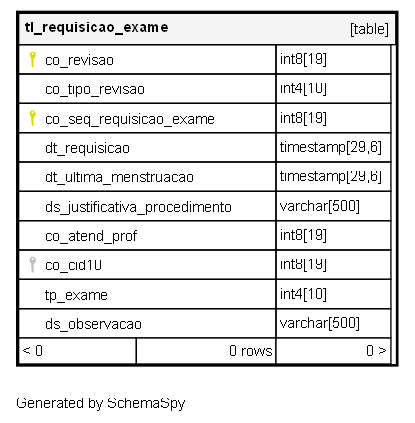 tl_requisicao_exame [table]
co_revisao int8[19]
co_tipo_revisao int4[10]
co_seq_requisicao_exame int8[19]
dt_requisicao timestamp[29,6]
dt_ultima_menstruacao timestamp[29,6]
ds_justificativa_procedimento varchar[500]
co_atend_prof int8[19]
co_cid10 int8[19]
tp_exame int4[10]
ds_observacao varchar[500]
< 0 0 rows 0 >
Generated by SchemaSpy